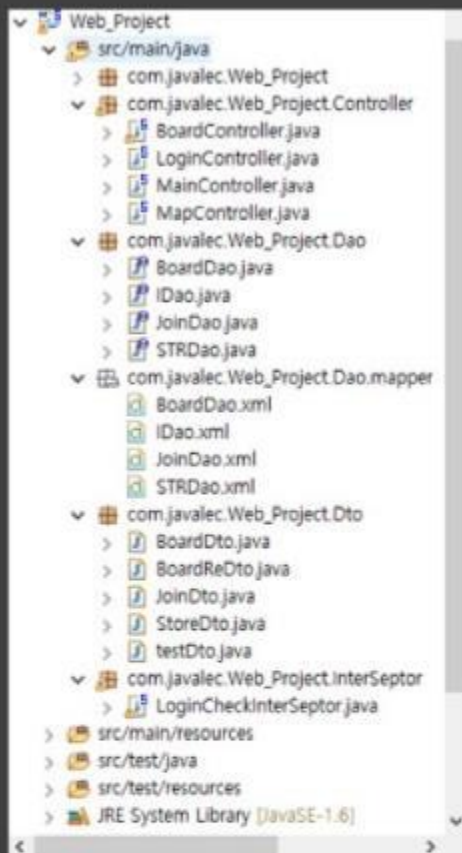 Web_Project
src/main/java
com.javalec.Web_Project
com.javalec.Web_Project.Controller
BoardController.java
LoginController.java
MainController.java
MapController.java
com.javalec.Web_Project.Dao
BoardDao.java
IDao.java
JoinDao.java
STRDao.java
com.javalec.Web_Project.Dao.mapper
BoardDao.xml
IDao.xml
JoinDao.xml
STRDao.xml
com.javalec.Web_Project.Dto
BoardDto.java
BoardReDto.java
JoinDto.java
StoreDto.java
testDto.java
com.javalec.Web_Project.InterSeptor
LoginCheckInterSeptor.java
src/main/resources
src/test/java
src/test/resources
JRE System Library [JavaSE-1.6]